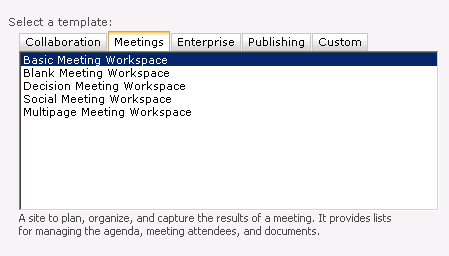 Select a template:
Collaboration Meetings Enterprise Publishing Custom
Basic Meeting Workspace
Blank Meeting Workspace
Decision Meeting Workspace
Social Meeting Workspace
Multipage Meeting Workspace
A site to plan, organize, and capture the results of a meeting. It provides lists
for managing the agenda, meeting attendees, and documents.